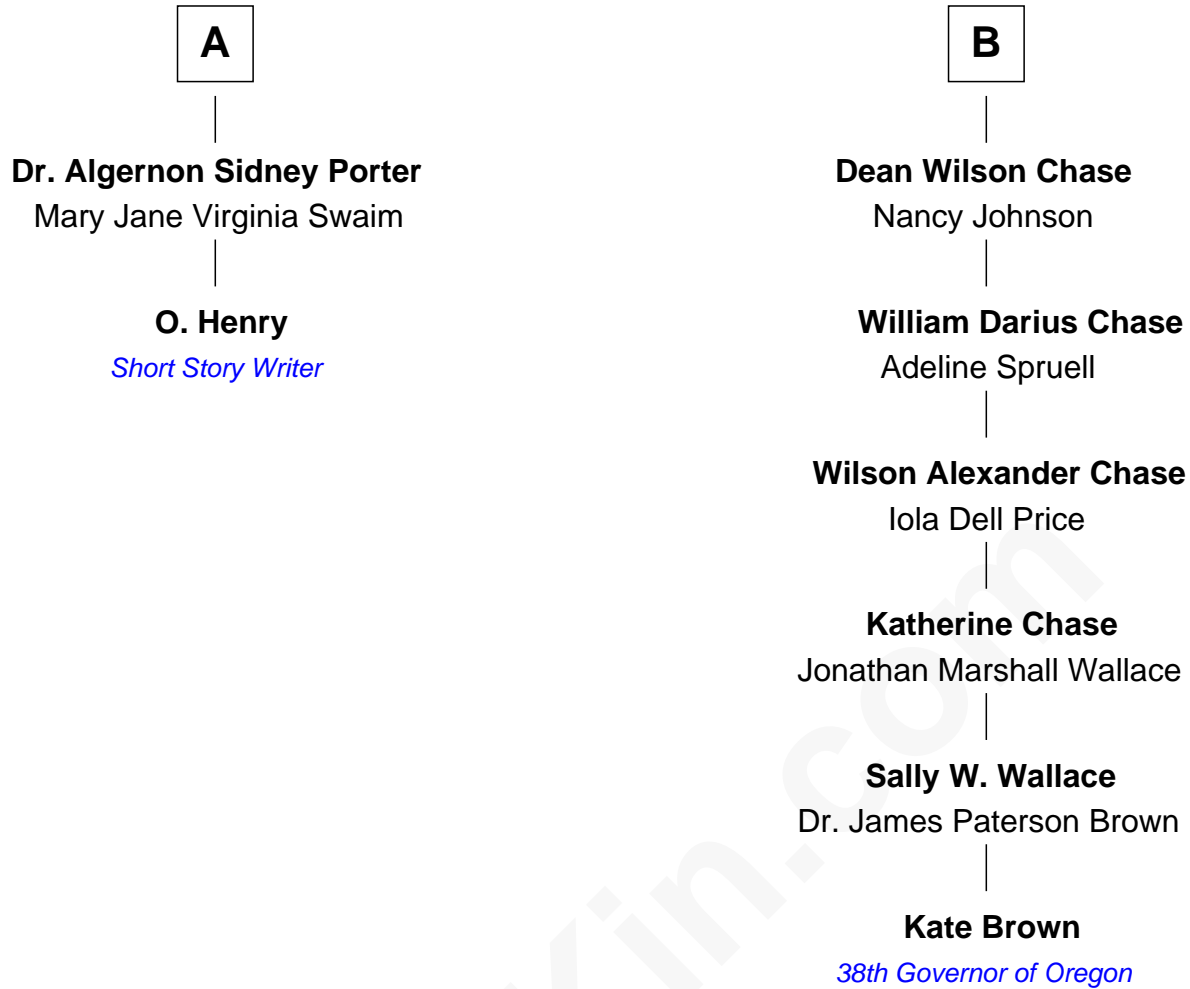 A
Dr. Algernon Sidney Porter
Mary Jane Virginia Swaim
O. Henry
Short Story Writer
B
Dean Wilson Chase
Nancy Johnson
William Darius Chase
Adeline Spruell
Wilson Alexander Chase
Iola Dell Price
Katherine Chase
Jonathan Marshall Wallace
Sally W. Wallace
Dr. James Paterson Brown
Kate Brown
38th Governor of Oregon
kin.com